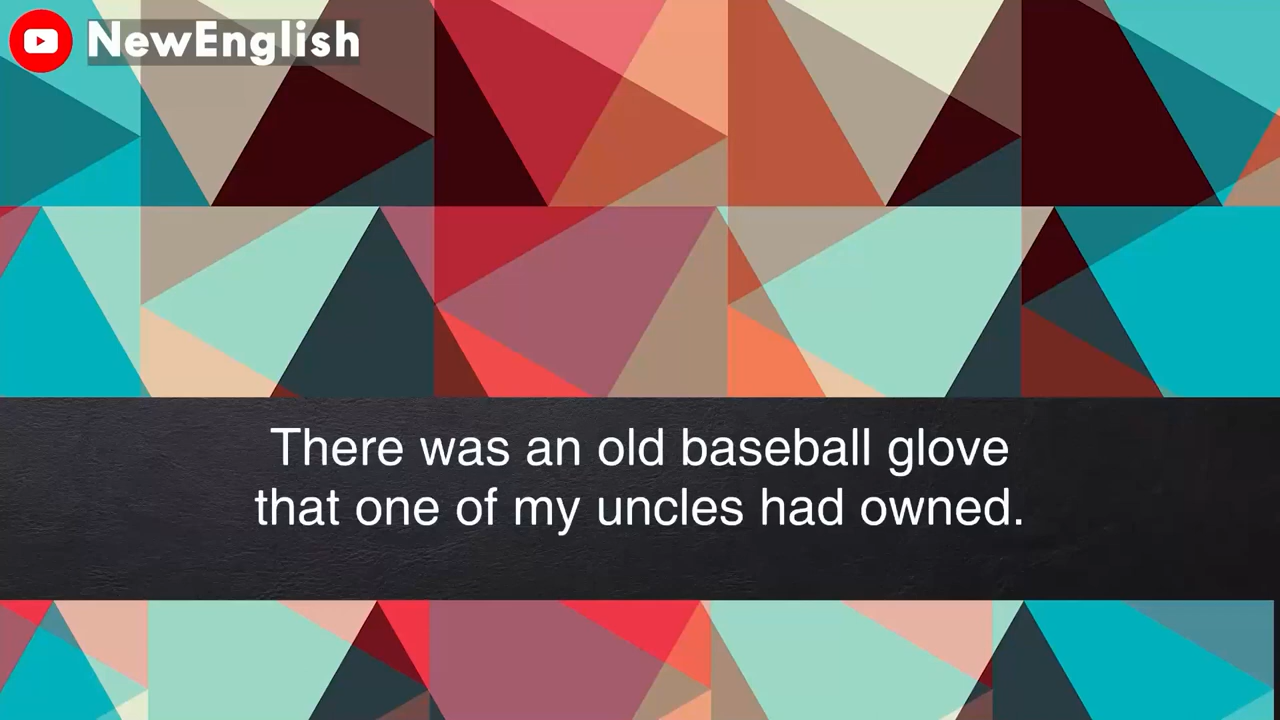 NewEnglish
There was an old baseball glove
that one of my uncles had owned.